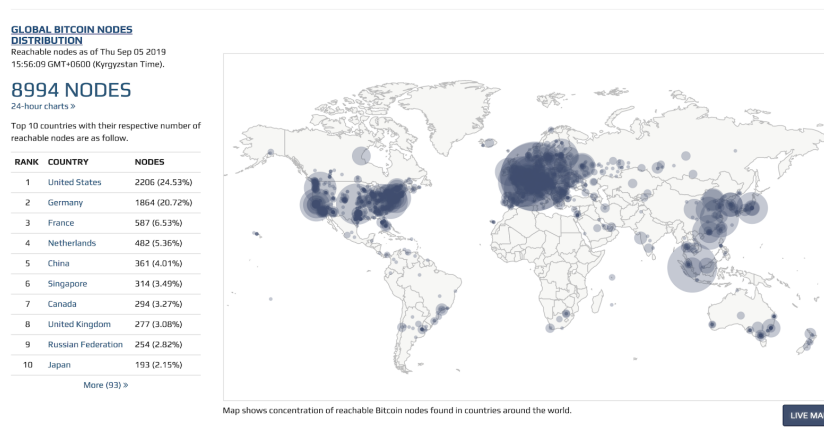 GLOBAL BITCOIN NODES
DISTRIBUTION
Reachable nodes as of Thu Sep 05 2019
15:56:09 GMT+0600 (Kyrgyzstan Time).
8994 NODES
24-hour charts »
Top 10 countries with their respective number of
reachable nodes are as follow.
RANK COUNTRY NODES
1 United States 2206 (24.53%)
2 Germany 1864 (20.72%)
3 France 587 (6.53%)
4 Netherlands 482 (5.36%)
5 China 361 (4.01%)
6 Singapore 314 (3.49%)
7 Canada 294 (3.27%)
8 United Kingdom 277 (3.08%)
9 Russian Federation 254 (2.82%)
10 Japan 193 (2.15%)
More (93) »
Map shows concentration of reachable Bitcoin nodes found in countries around the world.
LIVE MA